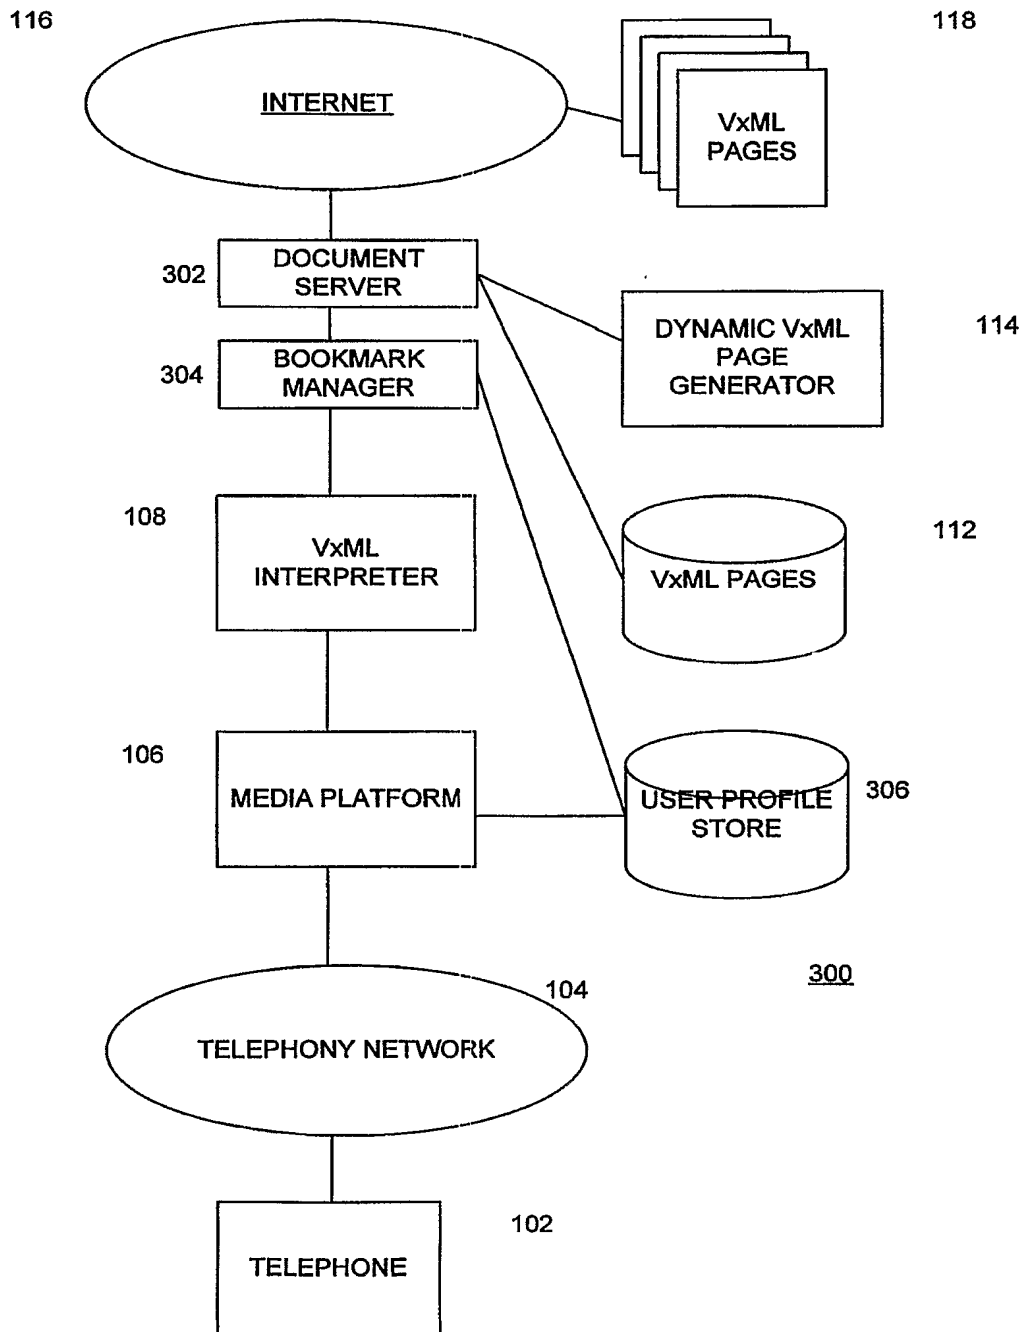 116
118
INTERNET
VxML
PAGES
302
DOCUMENT
SERVER
DYNAMIC VxML
PAGE
GENERATOR
114
304
BOOKMARK
MANAGER
108
VxML
INTERPRETER
112
VxML PAGES
106
MEDIA PLATFORM
USER PROFILE
STORE
306
300
104
TELEPHONY NETWORK
102
TELEPHONE